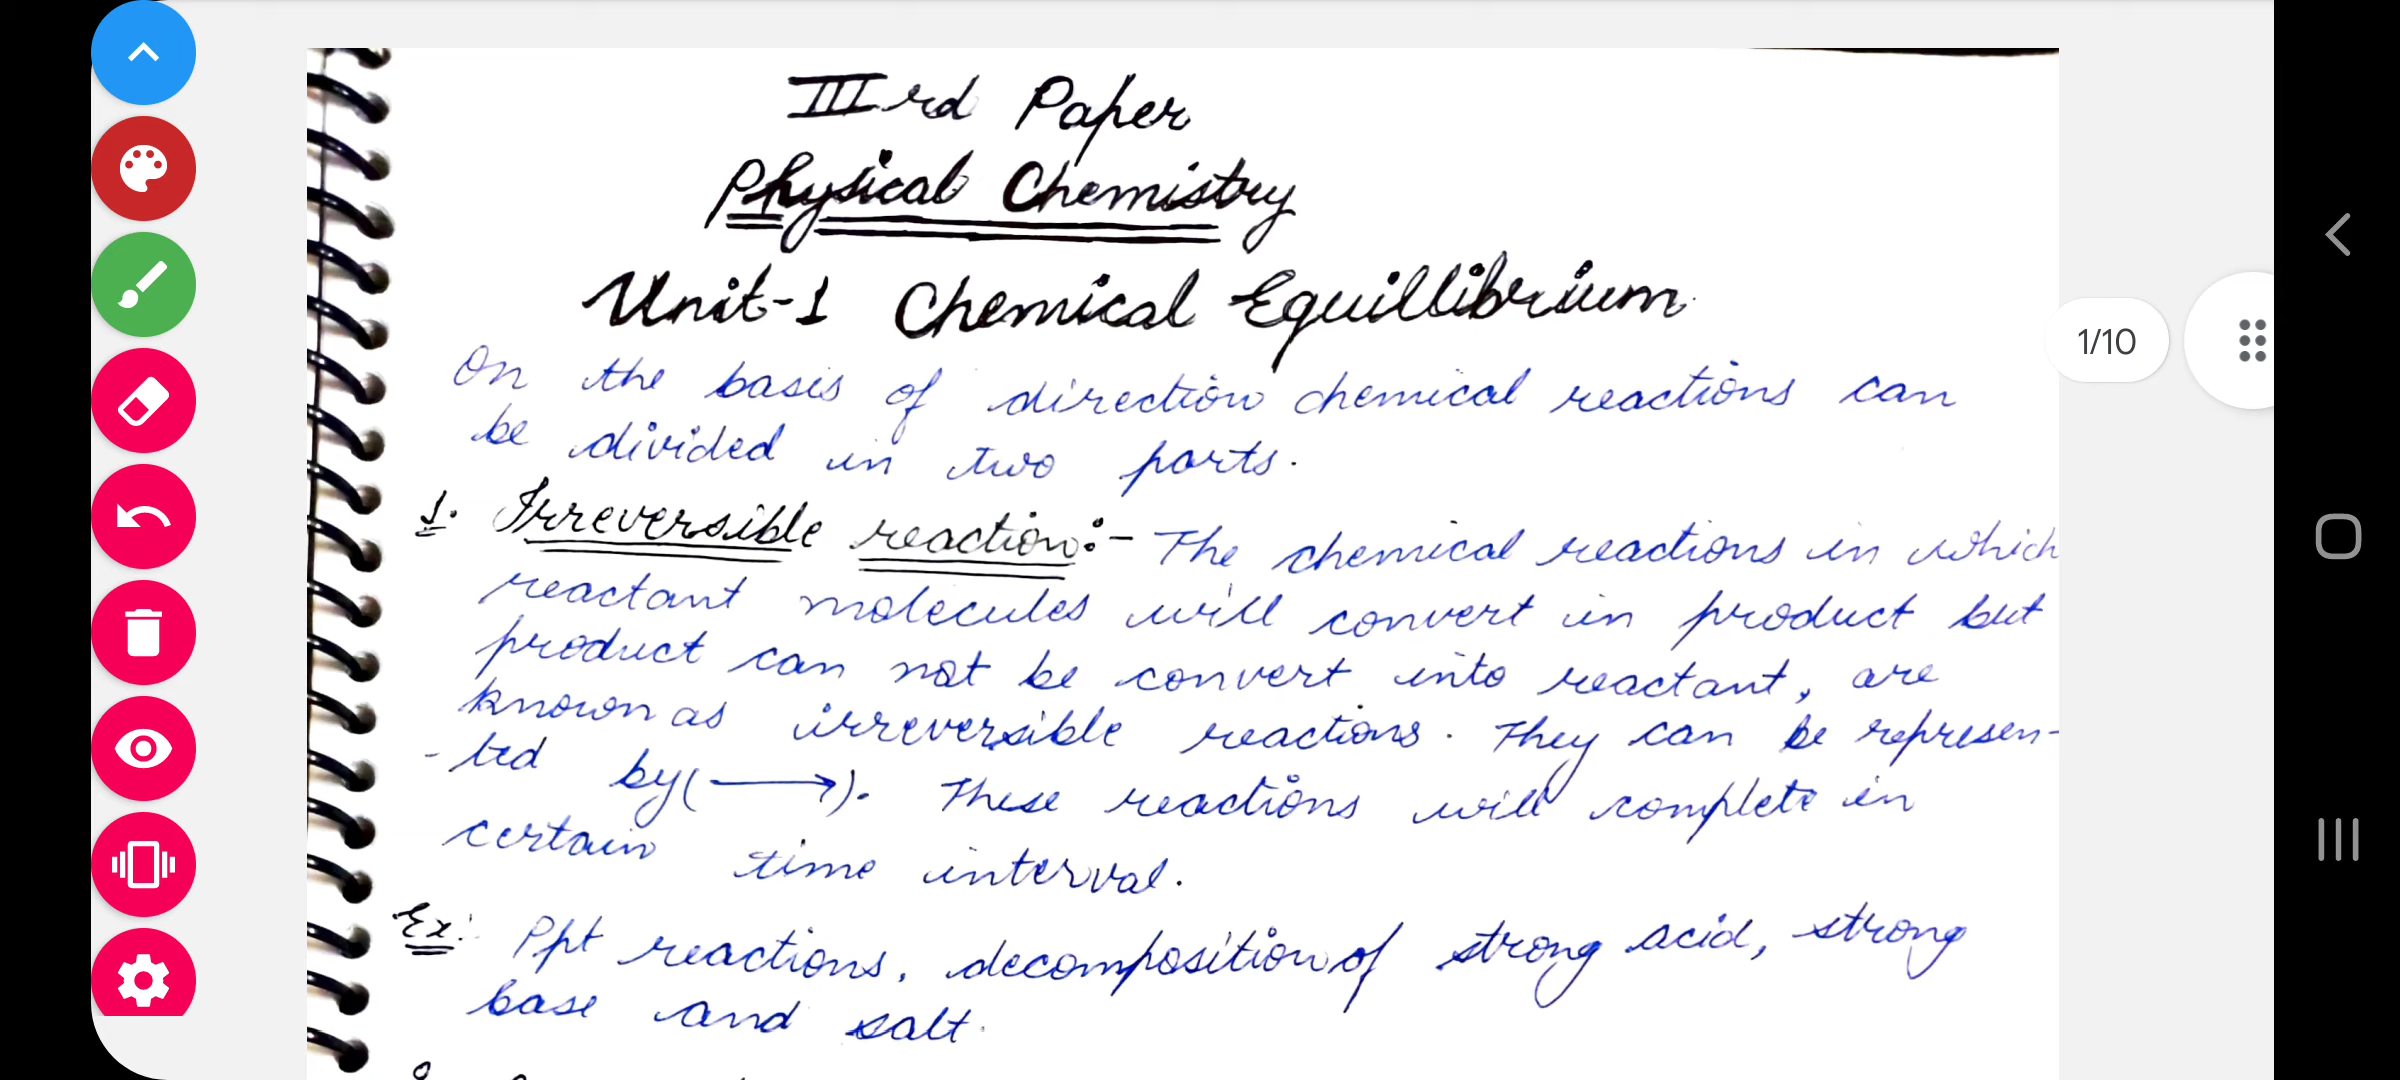 IIIrd Paper
Physical Chemistry
Unit-1 Chemical Equillibrium
On the basis of direction chemical reactions can
be divided in two parts.
1. Irreversible reaction:- The chemical reactions in which
reactant molecules will convert in product but
product can not be convert into reactant, are
known as irreversible reactions. They can be represen-
-ted by(⟶). These reactions will complete in
certain time interval.
Ex: Ppt reactions, decomposition of strong acid, strong
base and salt.
1/10